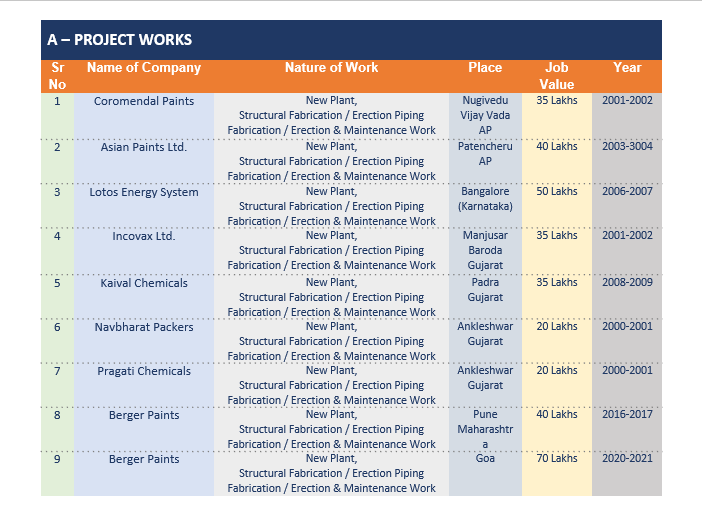 A – PROJECT WORKS
Sr No Name of Company Nature of Work Place Job Value Year
1 Coromendal Paints New Plant, Nugivedu 35 Lakhs 2001-2002
Structural Fabrication / Erection Piping Vijay Vada
Fabrication / Erection & Maintenance Work AP
2 Asian Paints Ltd. New Plant, Patencheru 40 Lakhs 2003-3004
Structural Fabrication / Erection Piping AP
Fabrication / Erection & Maintenance Work
3 Lotos Energy System New Plant, Bangalore 50 Lakhs 2006-2007
Structural Fabrication / Erection Piping (Karnataka)
Fabrication / Erection & Maintenance Work
4 Incovax Ltd. New Plant, Manjusar 35 Lakhs 2001-2002
Structural Fabrication / Erection Piping Baroda
Fabrication / Erection & Maintenance Work Gujarat
5 Kaival Chemicals New Plant, Padra 35 Lakhs 2008-2009
Structural Fabrication / Erection Piping Gujarat
Fabrication / Erection & Maintenance Work
6 Navbharat Packers New Plant, Ankleshwar 20 Lakhs 2000-2001
Structural Fabrication / Erection Piping Gujarat
Fabrication / Erection & Maintenance Work
7 Pragati Chemicals New Plant, Ankleshwar 20 Lakhs 2000-2001
Structural Fabrication / Erection Piping Gujarat
Fabrication / Erection & Maintenance Work
8 Berger Paints New Plant, Pune 40 Lakhs 2016-2017
Structural Fabrication / Erection Piping Maharashtr
Fabrication / Erection & Maintenance Work a
9 Berger Paints New Plant, Goa 70 Lakhs 2020-2021
Structural Fabrication / Erection Piping
Fabrication / Erection & Maintenance Work